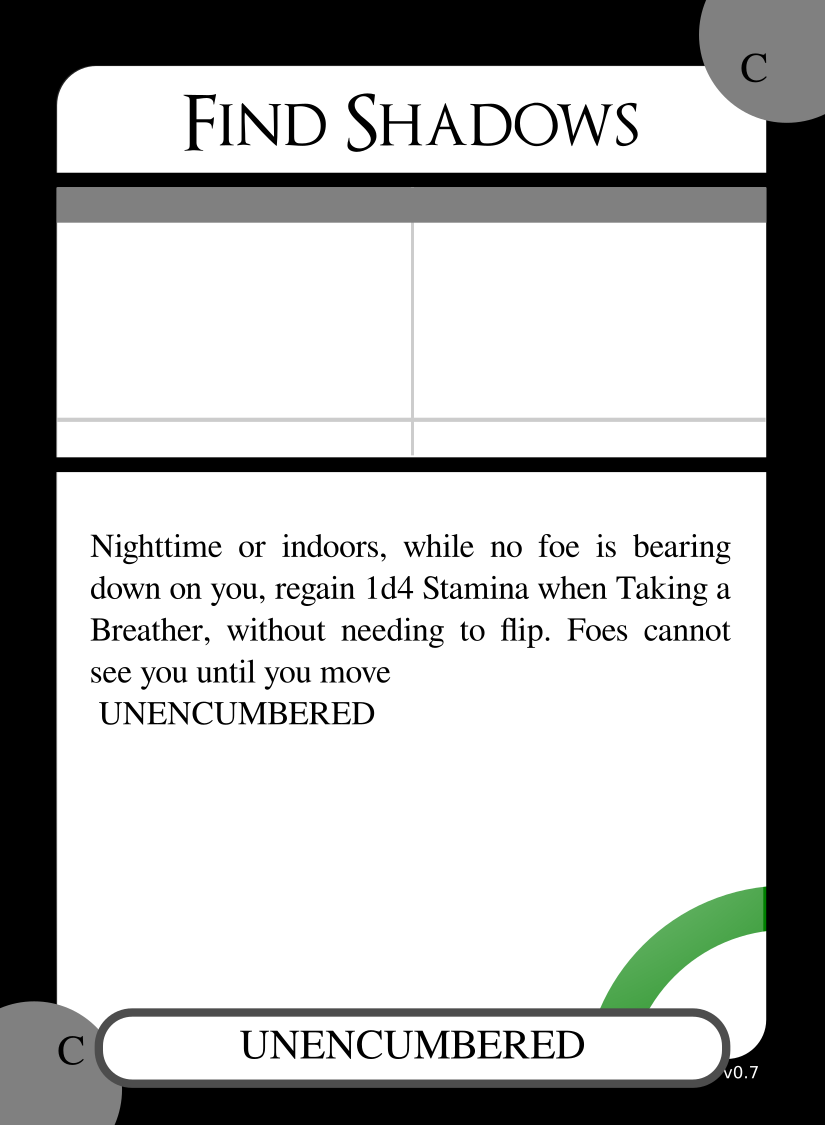 C
FIND SHADOWS
Nighttime or indoors, while no foe is bearing
down on you, regain 1d4 Stamina when Taking a
Breather, without needing to flip. Foes cannot
see you until you move
UNENCUMBERED
C
UNENCUMBERED
v0.7